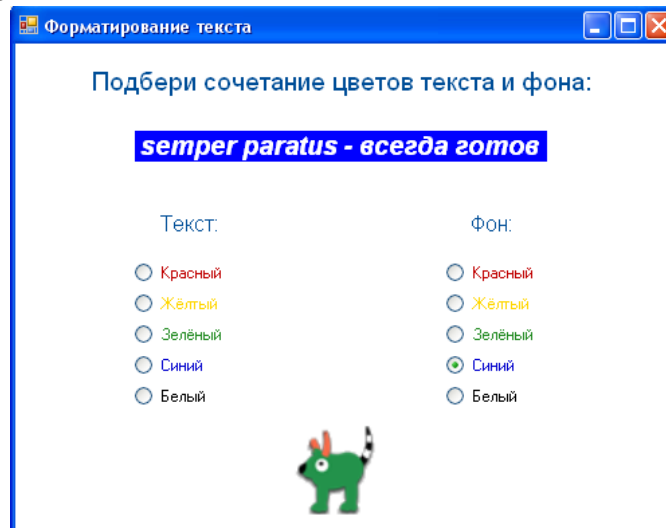 Форматирование текста
Подбери сочетание цветов текста и фона:
semper paratus - всегда готов
Текст:
Фон:
Красный
Красный
Жёлтый
Жёлтый
Зелёный
Зелёный
Синий
Синий
Белый
Белый